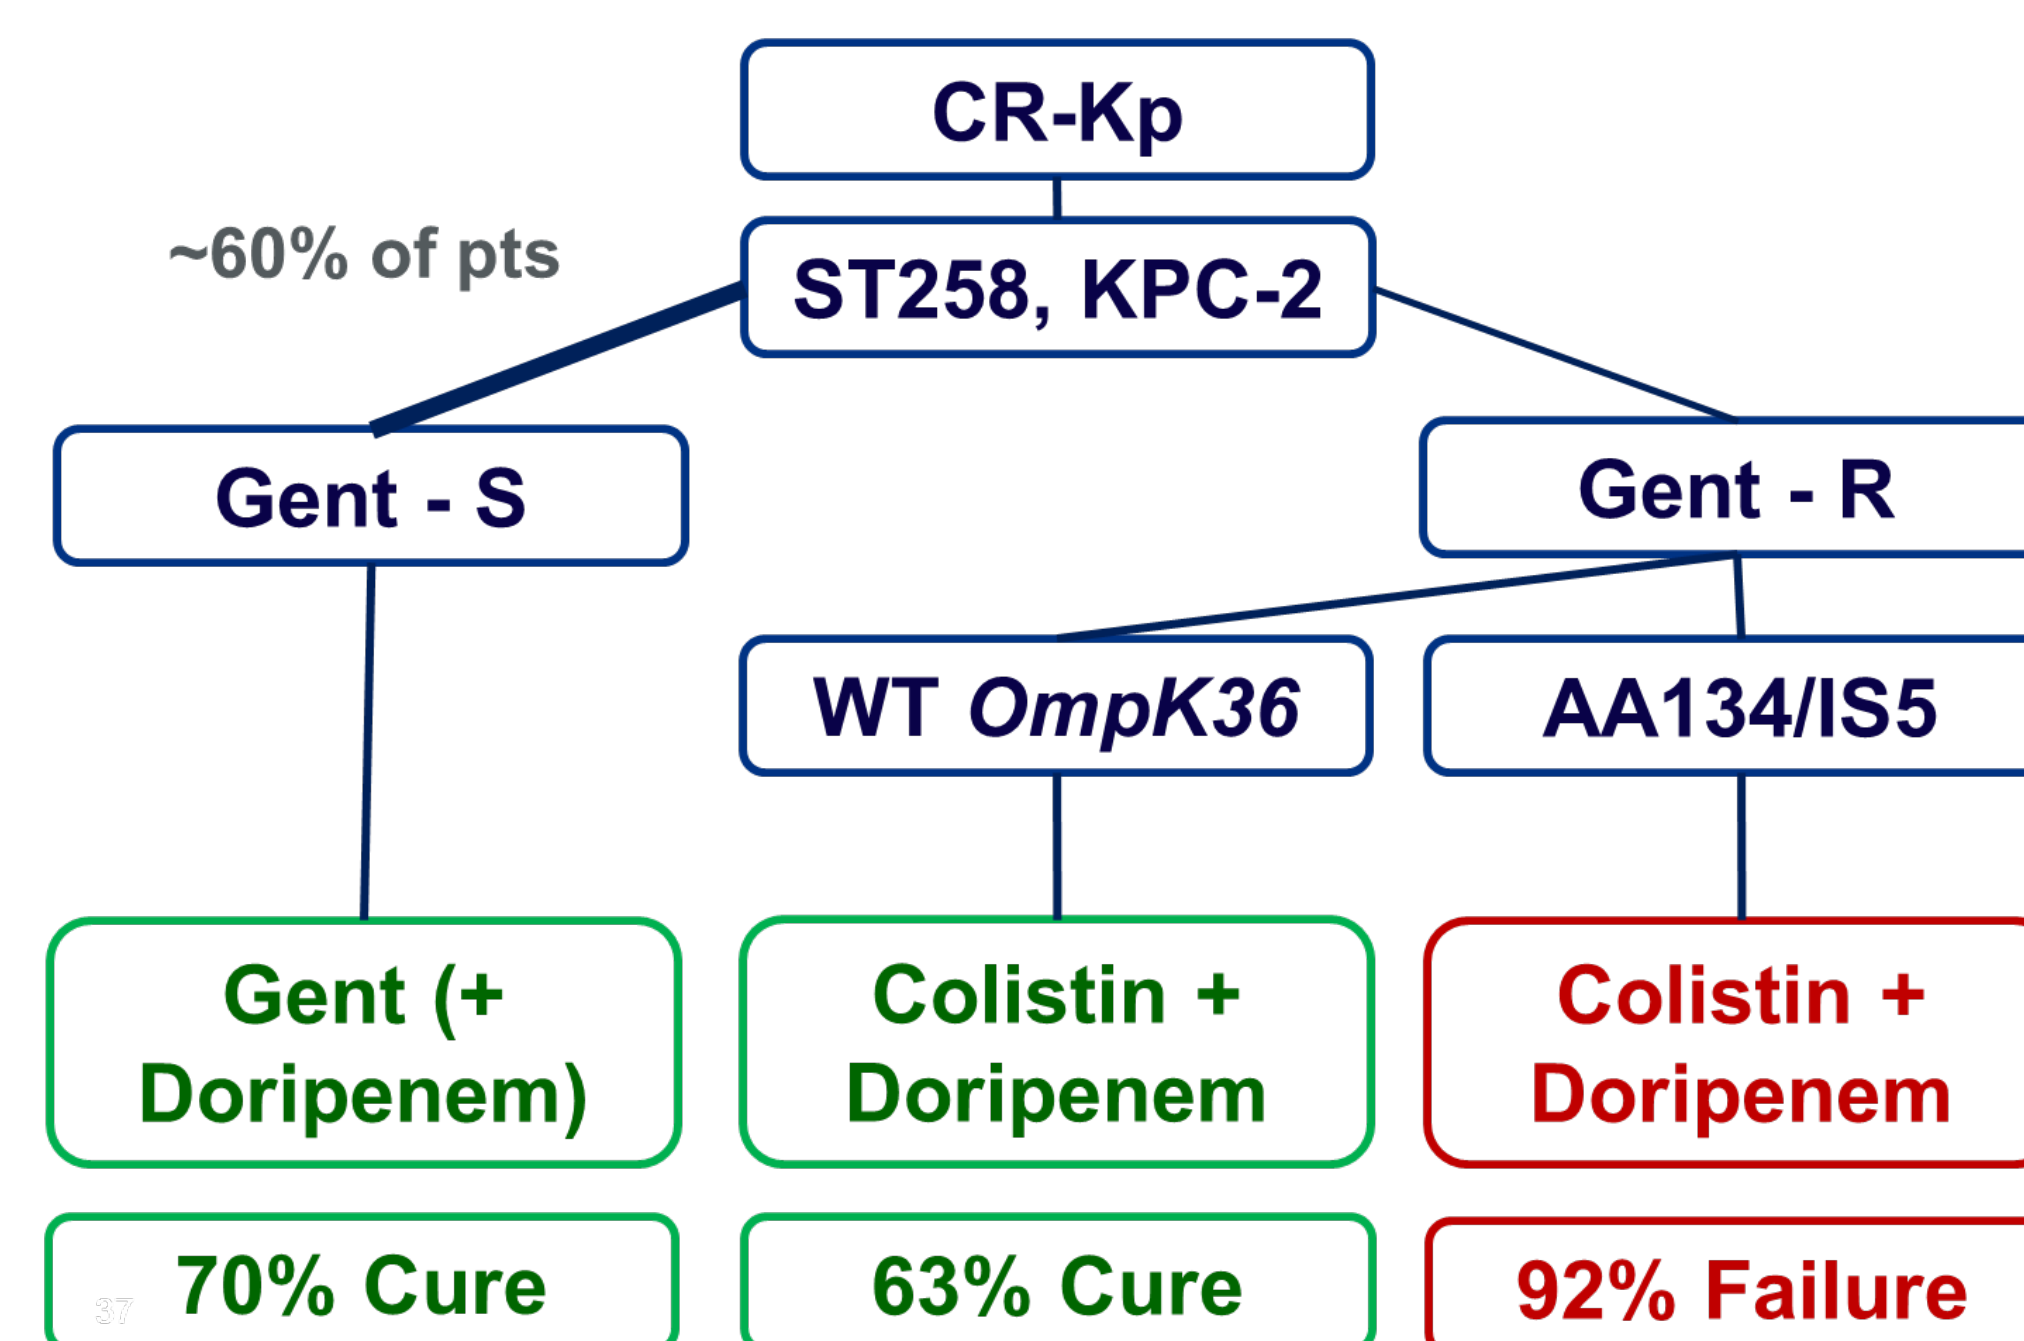 CR-Kp
~60% of pts
ST258, KPC-2
Gent - S
Gent - R
WT OmpK36
AA134/IS5
Gent (+
Doripenem)
Colistin +
Doripenem
Colistin +
Doripenem
70% Cure
63% Cure
92% Failure
37